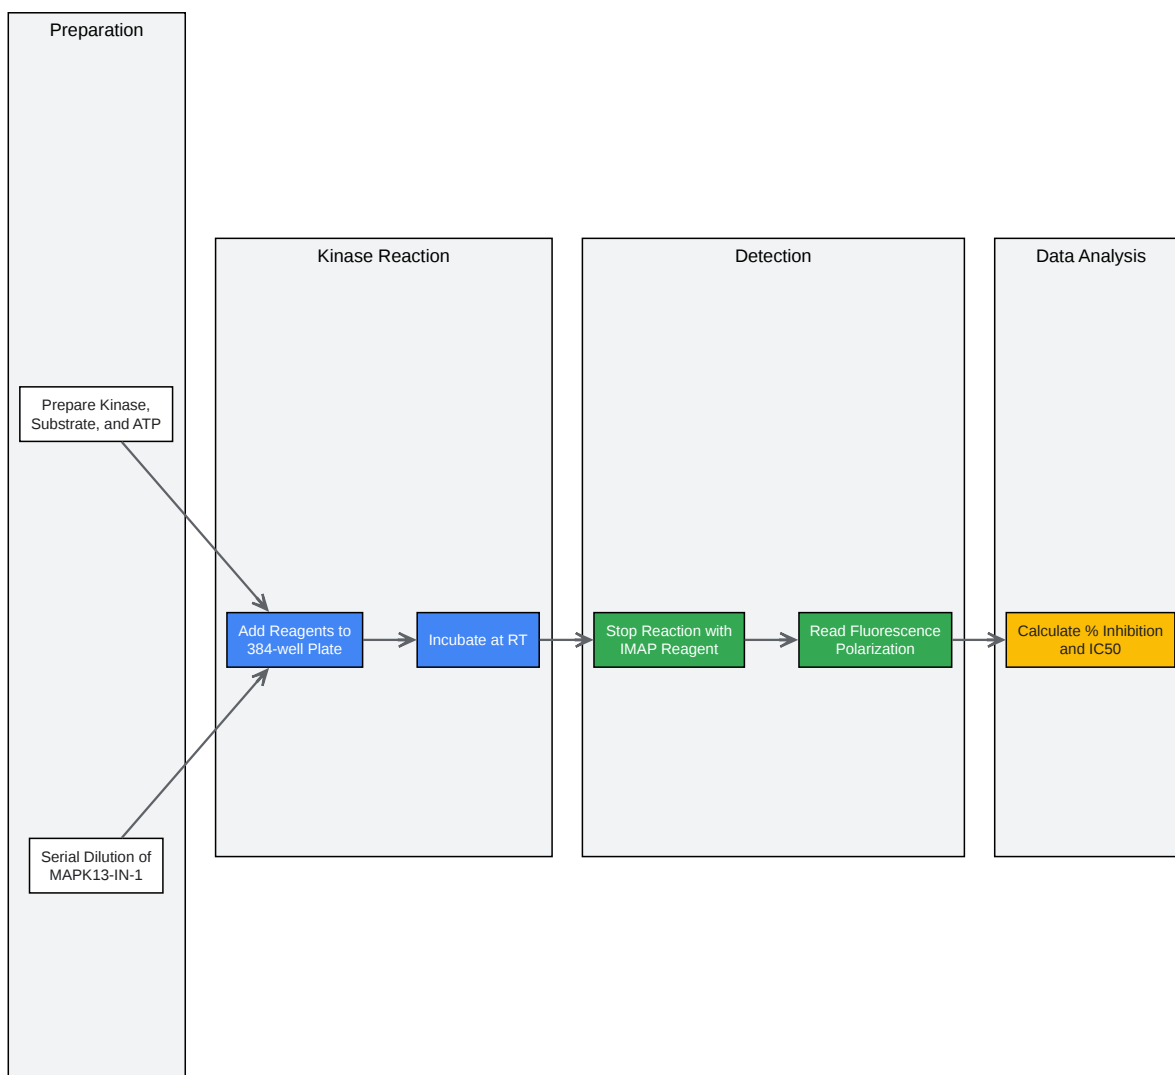 Preparation
Prepare Kinase,
Substrate, and ATP
Serial Dilution of
MAPK13-IN-1
Kinase Reaction
Add Reagents to
384-well Plate
Incubate at RT
Detection
Stop Reaction with
IMAP Reagent
Read Fluorescence
Polarization
Data Analysis
Calculate % Inhibition
and IC50